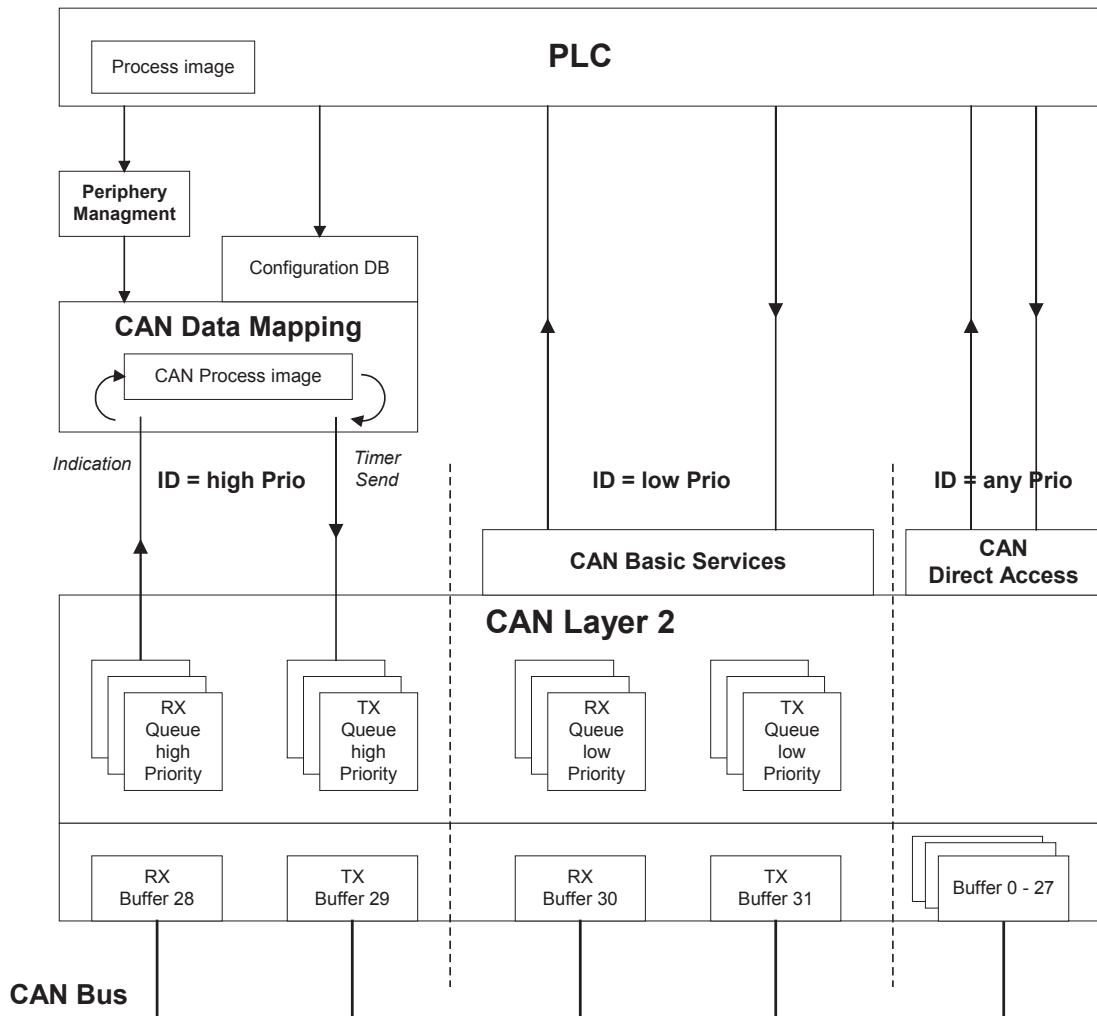 PLC
Process image
Periphery
Managment
Configuration DB
CAN Data Mapping
CAN Process image
Indication
Timer
Send
ID = high Prio
ID = low Prio
ID = any Prio
CAN Basic Services
CAN
Direct Access
CAN Layer 2
RX
Queue
high
Priority
TX
Queue
high
Priority
RX
Queue
low
Priority
TX
Queue
low
Priority
RX
Buffer 28
TX
Buffer 29
RX
Buffer 30
TX
Buffer 31
Buffer 0 - 27
CAN Bus